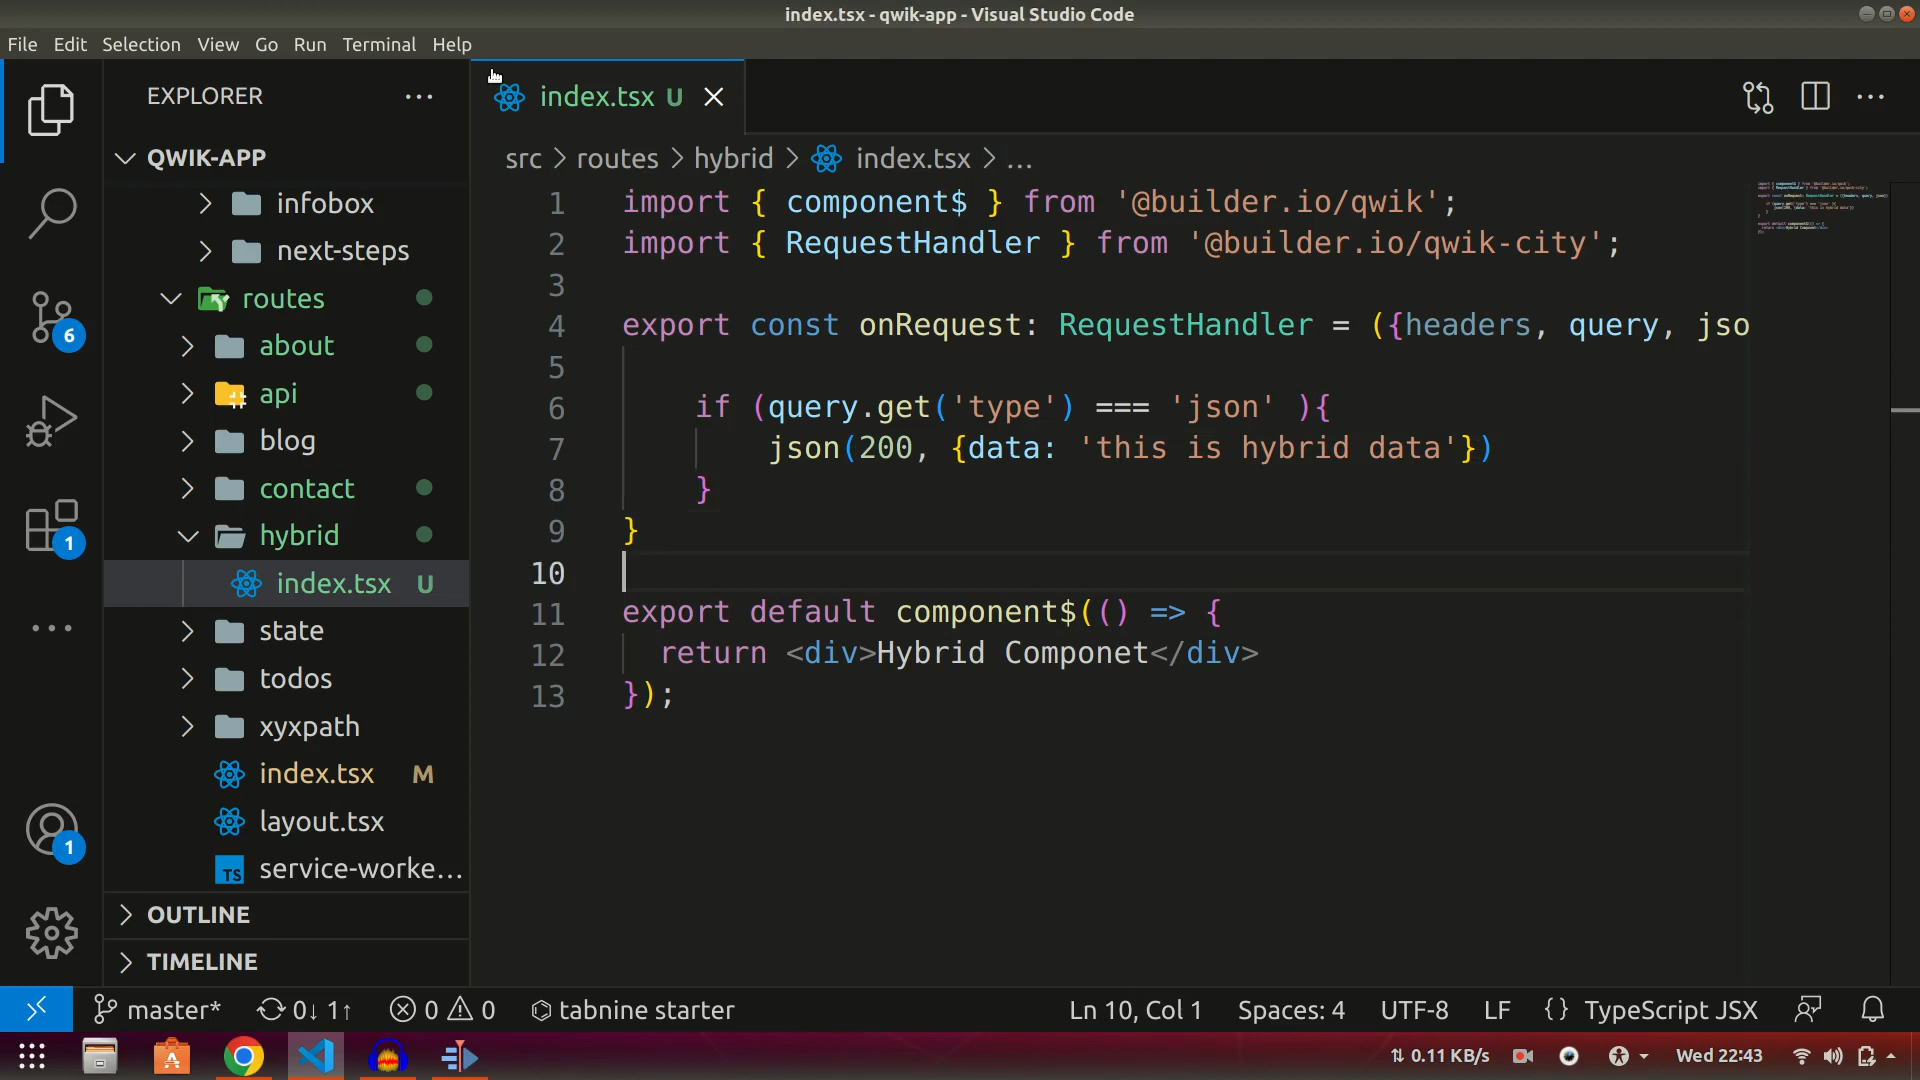 index.tsx - qwik-app - Visual Studio Code
File Edit Selection View Go Run Terminal Help
EXPLORER
index.tsx U
QWIK-APP
src > routes > hybrid > index.tsx > ...
infobox
next-steps
routes
about
api
blog
contact
hybrid
index.tsx U
state
todos
xyxpath
index.tsx M
layout.tsx
TS service-worke...
OUTLINE
TIMELINE
6
1
1
1 import { component$ } from '@builder.io/qwik';
2 import { RequestHandler } from '@builder.io/qwik-city';
3
4 export const onRequest: RequestHandler = ({headers, query, jso
5
6 if (query.get('type') === 'json' ){
7 json(200, {data: 'this is hybrid data'})
8 }
9 }
10
11 export default component$(() => {
12 return <div>Hybrid Componet</div>
13 });
master* 0↓ 1↑ 0 0 tabnine starter Ln 10, Col 1 Spaces: 4 UTF-8 LF {} TypeScript JSX
0.11 KB/s Wed 22:43